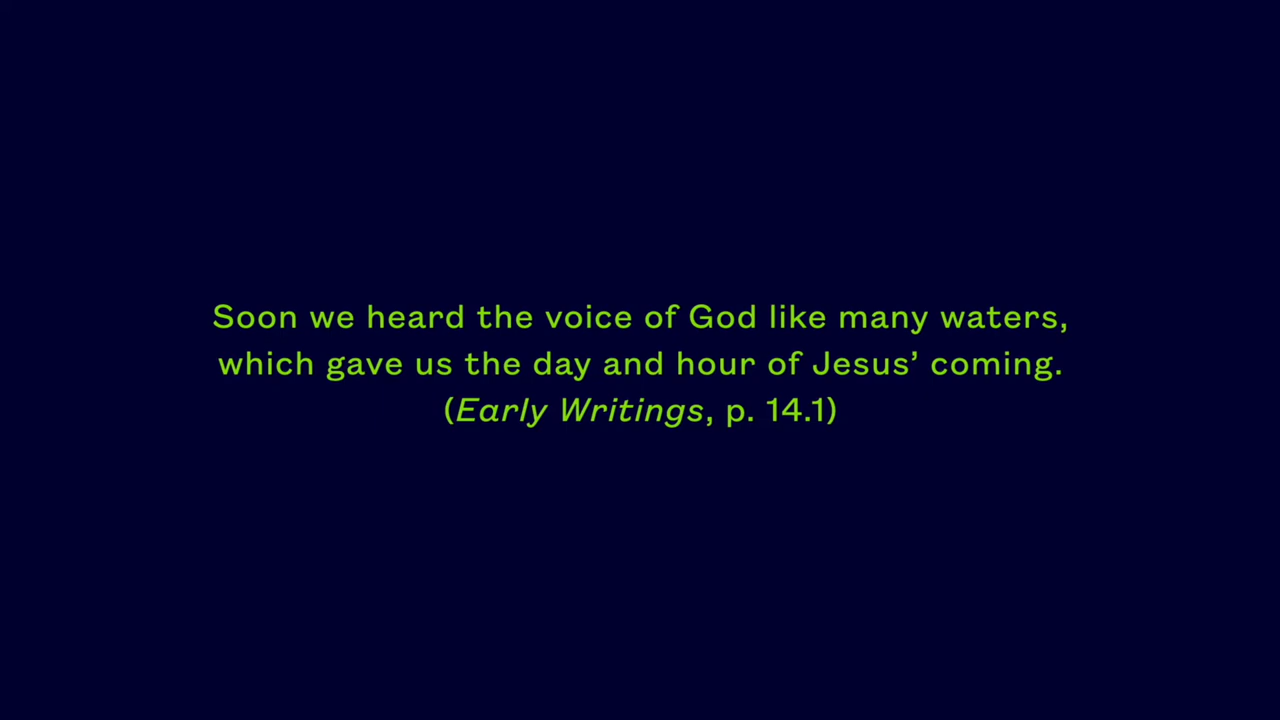 Soon we heard the voice of God like many waters,
which gave us the day and hour of Jesus’ coming.
(Early Writings, p. 14.1)